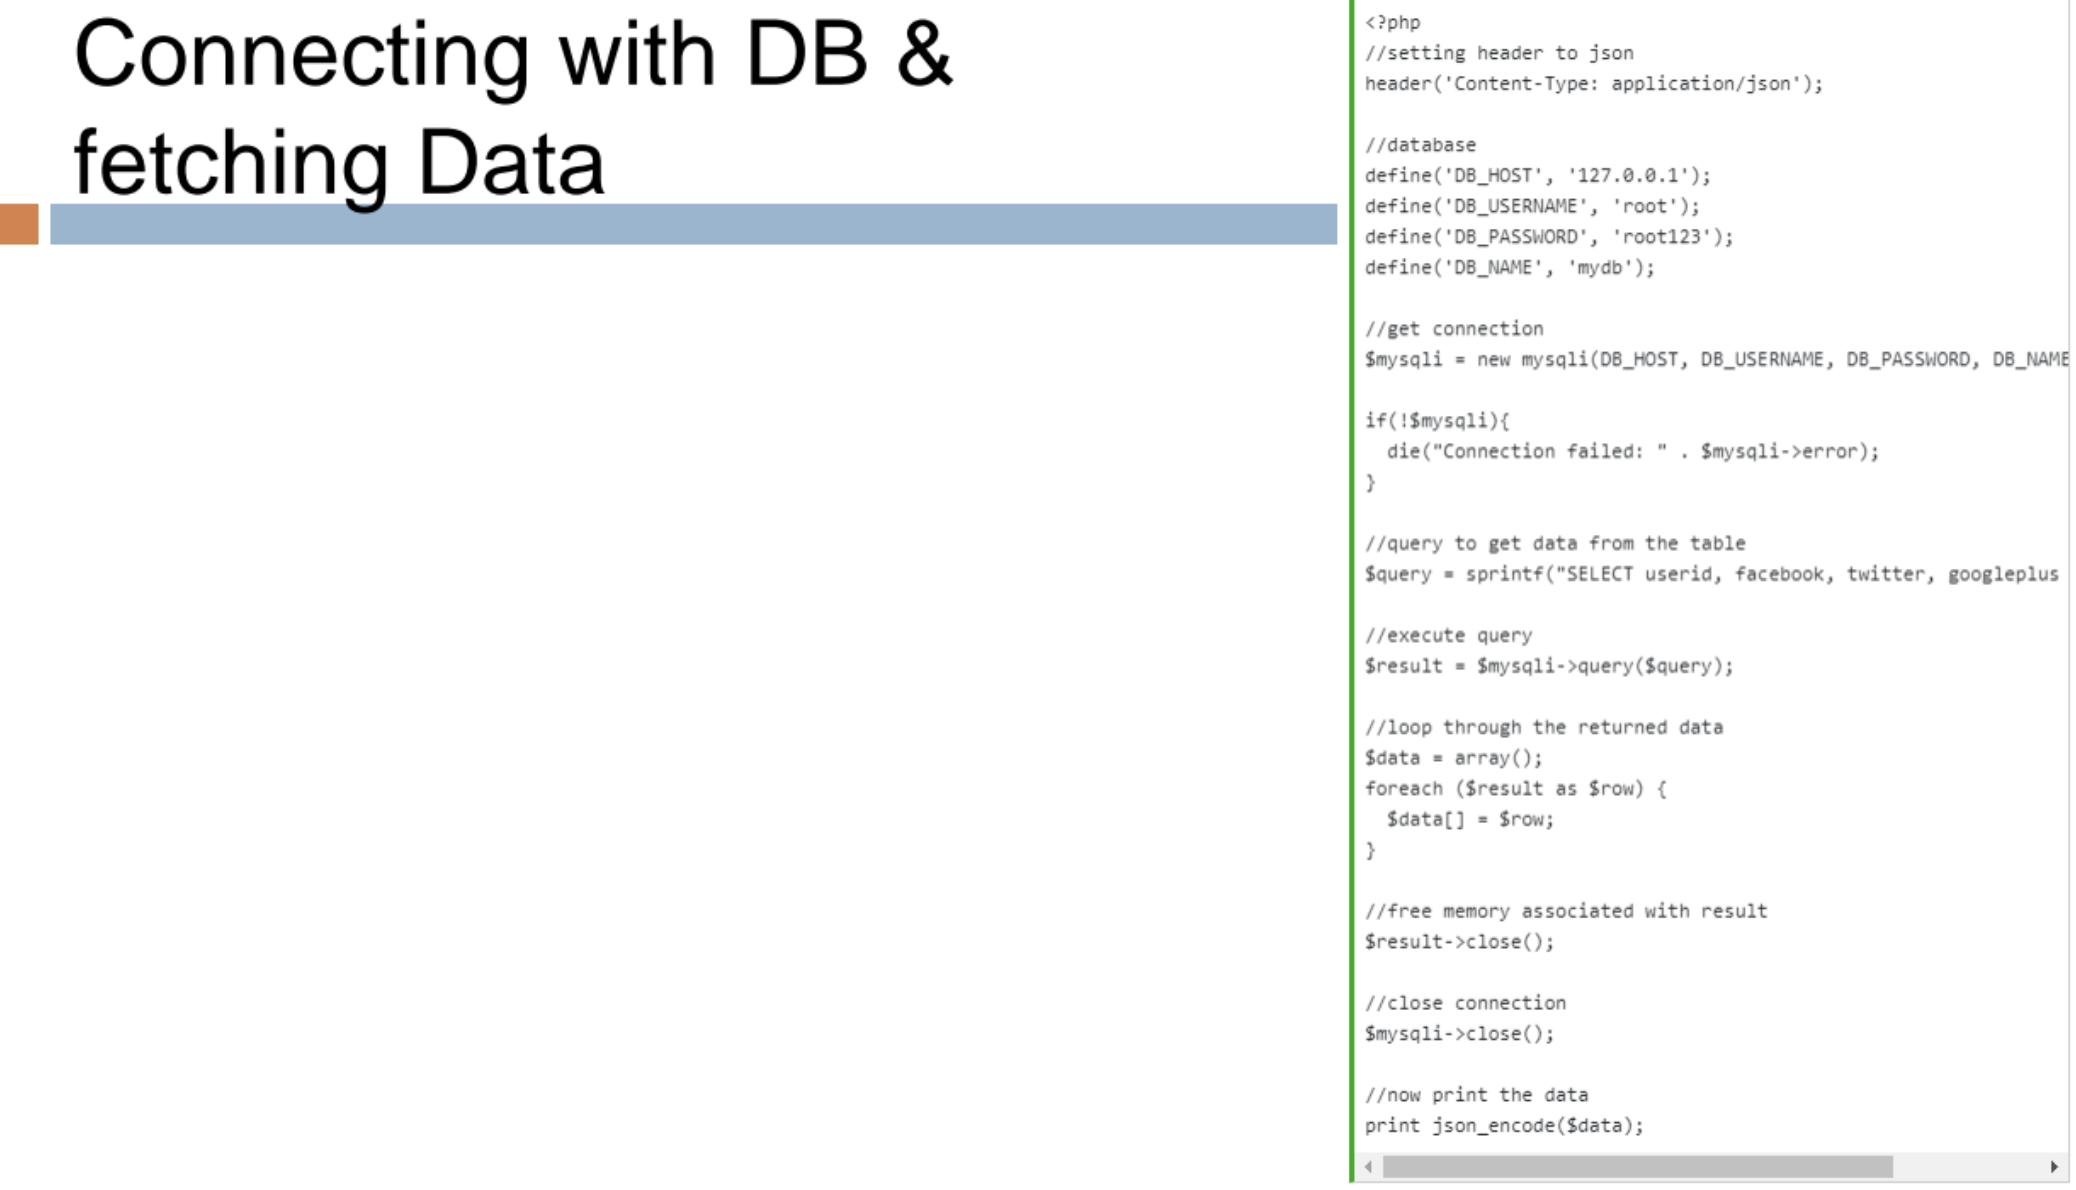 Connecting with DB &
fetching Data
<?php
//setting header to json
header('Content-Type: application/json');
//database
define('DB_HOST', '127.0.0.1');
define('DB_USERNAME', 'root');
define('DB_PASSWORD', 'root123');
define('DB_NAME', 'mydb');
//get connection
$mysqli = new mysqli(DB_HOST, DB_USERNAME, DB_PASSWORD, DB_NAME
if(!$mysqli){
  die("Connection failed: " . $mysqli->error);
}
//query to get data from the table
$query = sprintf("SELECT userid, facebook, twitter, googleplus
//execute query
$result = $mysqli->query($query);
//loop through the returned data
$data = array();
foreach ($result as $row) {
  $data[] = $row;
}
//free memory associated with result
$result->close();
//close connection
$mysqli->close();
//now print the data
print json_encode($data);